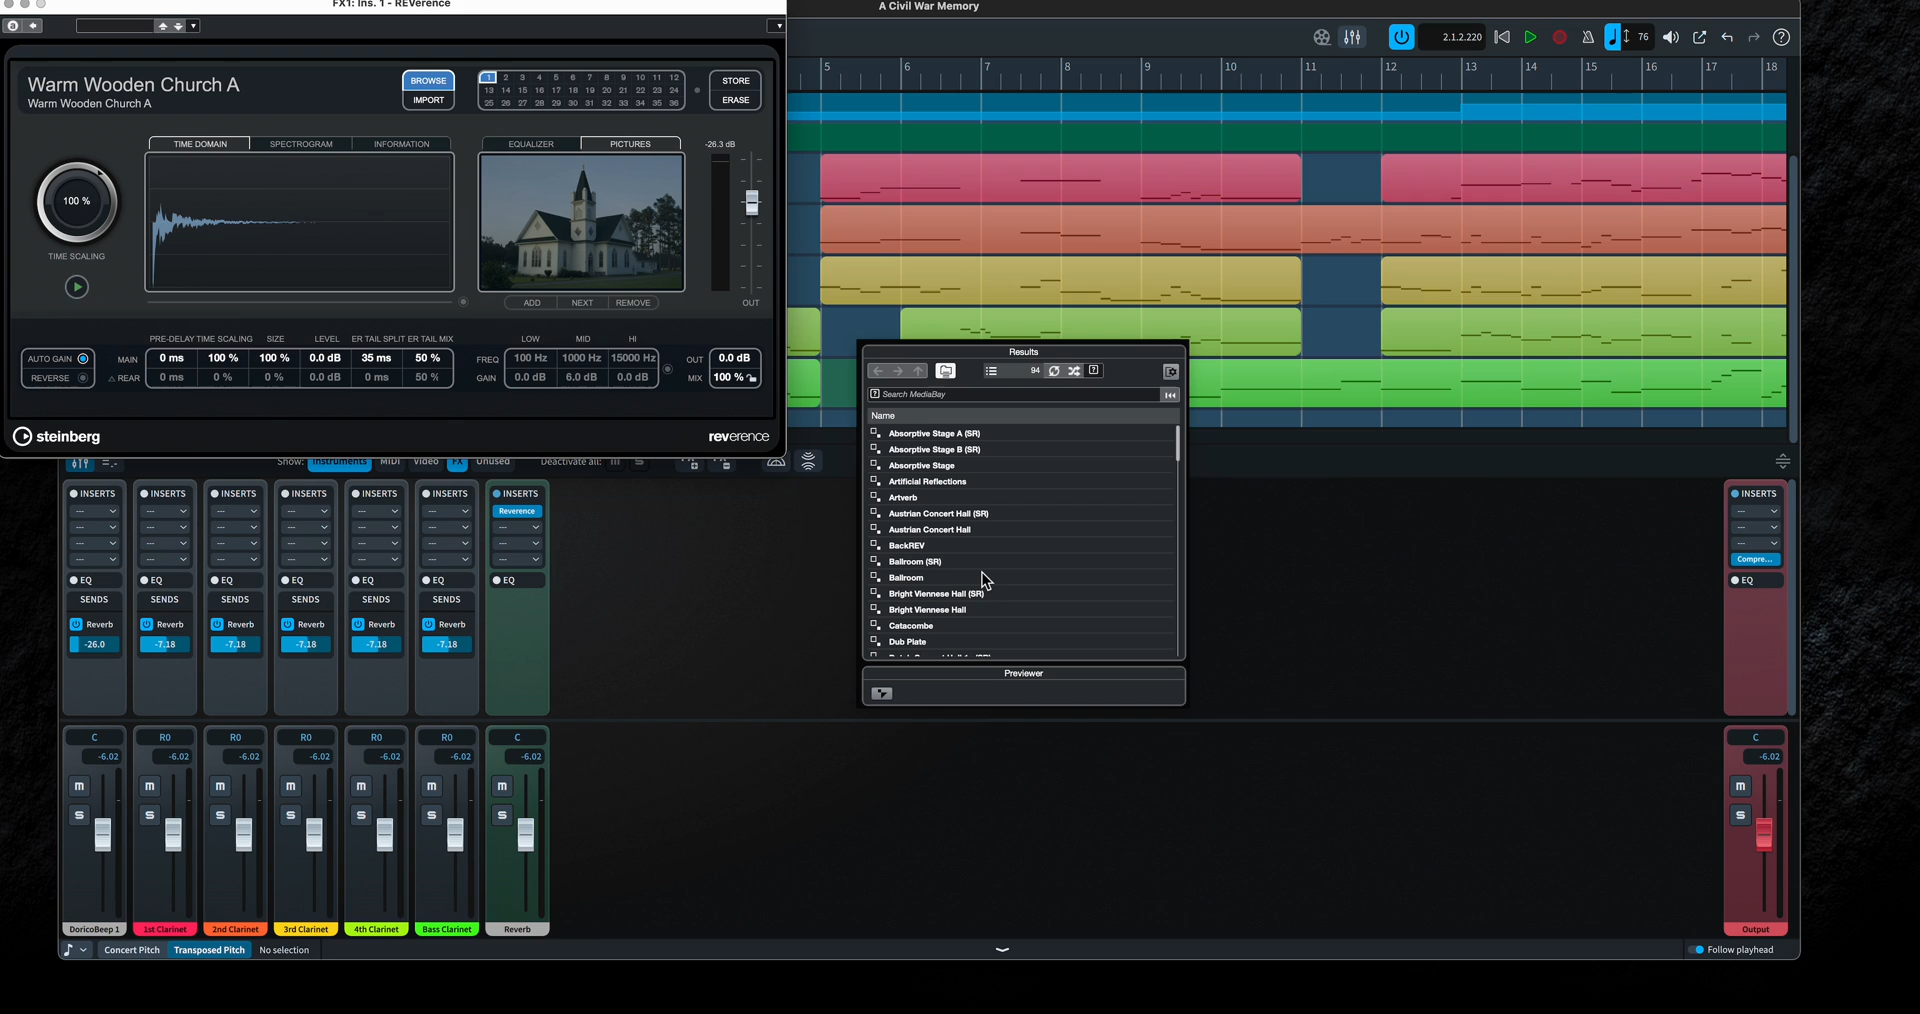 FX1: Ins. 1 - REVerence
A Civil War Memory
2.1.2.220
76
Warm Wooden Church A
Warm Wooden Church A
BROWSE
IMPORT
1 2 3 4 5 6 7 8 9 10 11 12
13 14 15 16 17 18 19 20 21 22 23 24
25 26 27 28 29 30 31 32 33 34 35 36
STORE
ERASE
5 6 7 8 9 10 11 12 13 14 15 16 17 18
TIME DOMAIN SPECTROGRAM INFORMATION
EQUALIZER PICTURES
-26.3 dB
100 %
TIME SCALING
ADD NEXT REMOVE
OUT
PRE-DELAY TIME SCALING SIZE LEVEL ER TAIL SPLIT ER TAIL MIX
LOW MID HI
AUTO GAIN
REVERSE
MAIN 0 ms 100 % 100 % 0.0 dB 35 ms 50 %
△ REAR 0 ms 0 % 0 % 0.0 dB 0 ms 50 %
FREQ 100 Hz 1000 Hz 15000 Hz
GAIN 0.0 dB 6.0 dB 0.0 dB
OUT 0.0 dB
MIX 100 %
steinberg
reverence
Results
94
Search MediaBay
Name
Absorptive Stage A (SR)
Absorptive Stage B (SR)
Absorptive Stage
Artificial Reflections
Artverb
Austrian Concert Hall (SR)
Austrian Concert Hall
BackREV
Ballroom (SR)
Ballroom
Bright Viennese Hall (SR)
Bright Viennese Hall
Catacombe
Dub Plate
Previewer
Show: Instruments MIDI Video FX Unused Deactivate all:
INSERTS INSERTS INSERTS INSERTS INSERTS INSERTS INSERTS INSERTS
Reverence
Compre...
EQ EQ EQ EQ EQ EQ EQ EQ
SENDS SENDS SENDS SENDS SENDS SENDS
Reverb Reverb Reverb Reverb Reverb Reverb
-26.0 -7.18 -7.18 -7.18 -7.18 -7.18
C R0 R0 R0 R0 R0 C C
-6.02 -6.02 -6.02 -6.02 -6.02 -6.02 -6.02 -6.02
m m m m m m m m
S S S S S S S S
DoricoBeep 1 1st Clarinet 2nd Clarinet 3rd Clarinet 4th Clarinet Bass Clarinet Reverb Output
Concert Pitch Transposed Pitch No selection
Follow playhead